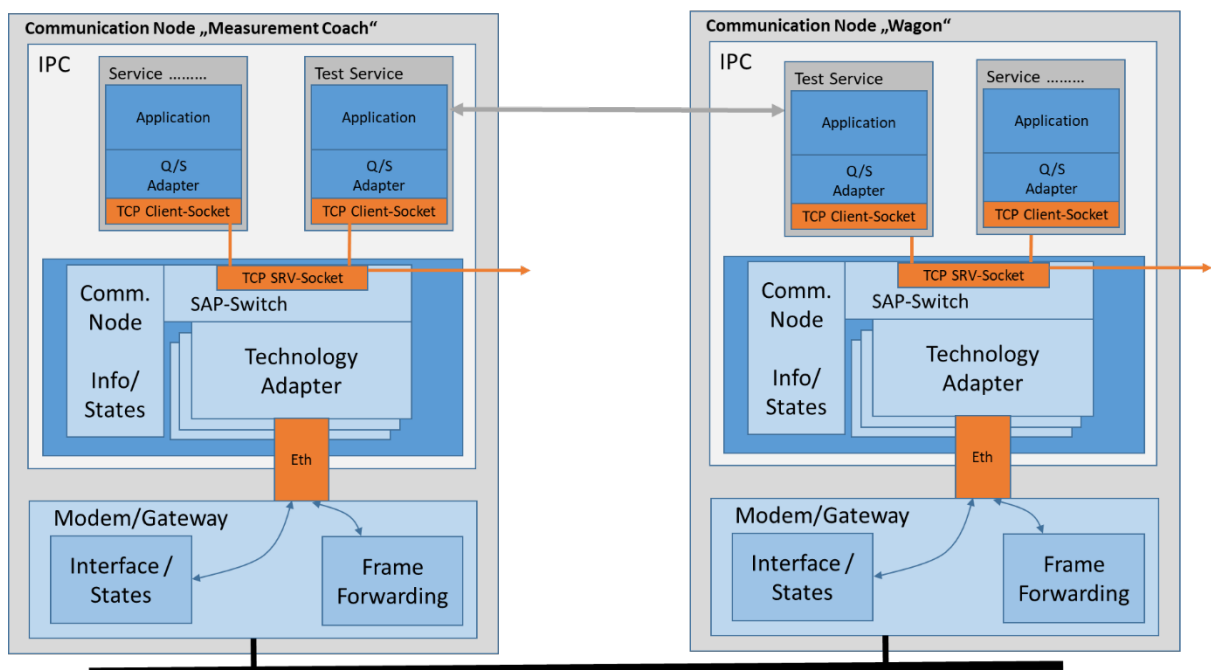 Communication Node „Measurement Coach“
IPC
Service .........
Application
Q/S
Adapter
TCP Client-Socket
Test Service
Application
Q/S
Adapter
TCP Client-Socket
TCP SRV-Socket
SAP-Switch
Comm.
Node
Info/
States
Technology
Adapter
Eth
Modem/Gateway
Interface /
States
Frame
Forwarding
Communication Node „Wagon“
IPC
Test Service
Application
Q/S
Adapter
TCP Client-Socket
Service .........
Application
Q/S
Adapter
TCP Client-Socket
TCP SRV-Socket
SAP-Switch
Comm.
Node
Info/
States
Technology
Adapter
Eth
Modem/Gateway
Interface /
States
Frame
Forwarding